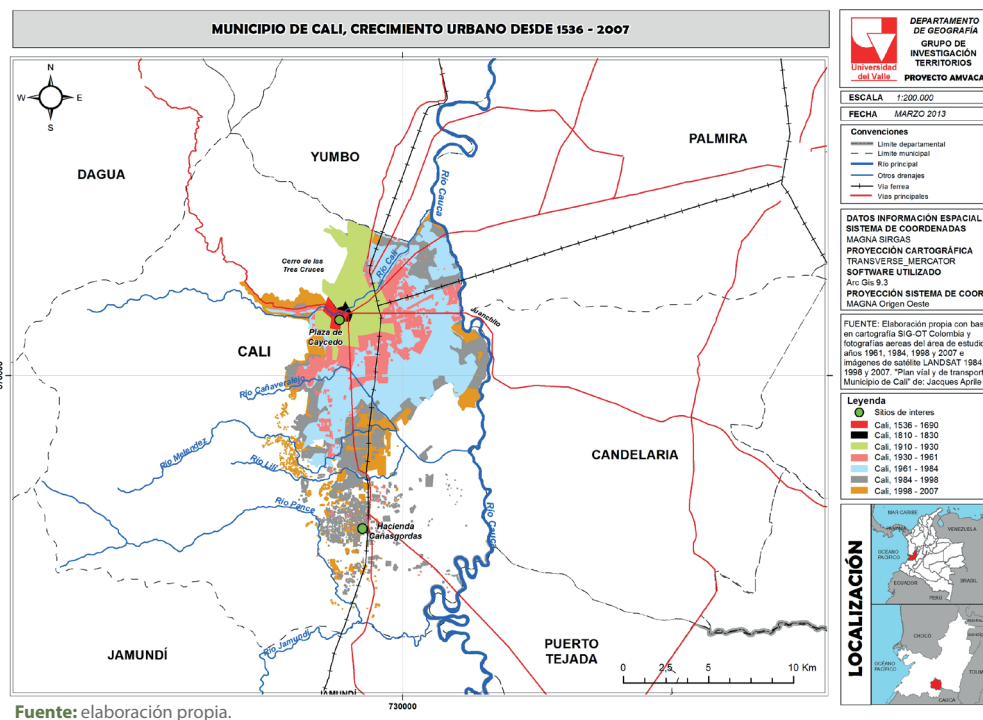 MUNICIPIO DE CALI, CRECIMIENTO URBANO DESDE 1536 - 2007
N
W
E
S
DAGUA
YUMBO
PALMIRA
Río Cauca
Río Cali
Cerro de las
Tres Cruces
Plaza de
Caycedo
Juanchito
CALI
Río Cañaveralejo
Río Melendez
Río Lili
Río Pance
CANDELARIA
Hacienda
Cañasgordas
Río Cauca
JAMUNDÍ
Río Jamundí
PUERTO
TEJADA
0 2,5 5 10 Km
JAMUNDÍ
730000
Fuente: elaboración propia.
Universidad
del Valle
DEPARTAMENTO
DE GEOGRAFÍA
GRUPO DE
INVESTIGACIÓN
TERRITORIOS
PROYECTO AMVACA
ESCALA 1:200.000
FECHA MARZO 2013
Convenciones
Límite departamental
Límite municipal
Río principal
Otros drenajes
Vía ferrea
Vías principales
DATOS INFORMACIÓN ESPACIAL
SISTEMA DE COORDENADAS
MAGNA SIRGAS
PROYECCIÓN CARTOGRÁFICA
TRANSVERSE_MERCATOR
SOFTWARE UTILIZADO
Arc Gis 9.3
PROYECCIÓN SISTEMA DE COOR
MAGNA Origen Oeste
FUENTE: Elaboración propia con bas
en cartografía SIG-OT Colombia y
fotografías aereas del área de estudio
años 1961, 1984, 1998 y 2007 e
imágenes de satélite LANDSAT 1984
1998 y 2007. "Plan vial y de transport
Municipio de Cali" de: Jacques Aprile
Leyenda
Sitios de interes
Cali, 1536 - 1690
Cali, 1810 - 1830
Cali, 1910 - 1930
Cali, 1930 - 1961
Cali, 1961 - 1984
Cali, 1984 - 1998
Cali, 1998 - 2007
LOCALIZACIÓN
MAR CARIBE
PANAMÁ
VENEZUELA
OCÉANO
PACÍFICO
ECUADOR
BRASIL
PERÚ
CHOCÓ
OCÉANO
PACÍFICO
TOLIM
CAUCA